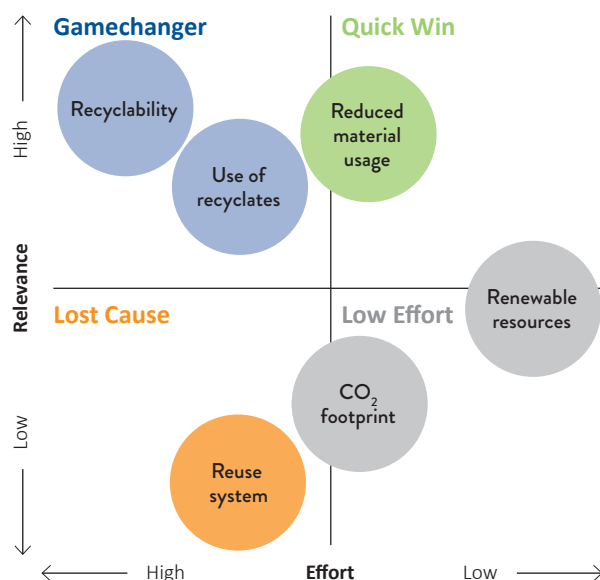 Gamechanger
Quick Win
High
Recyclability
Reduced
material
usage
Use of
recyclates
Relevance
Lost Cause
Low Effort
Renewable
resources
CO₂
footprint
Low
Reuse
system
High
Effort
Low